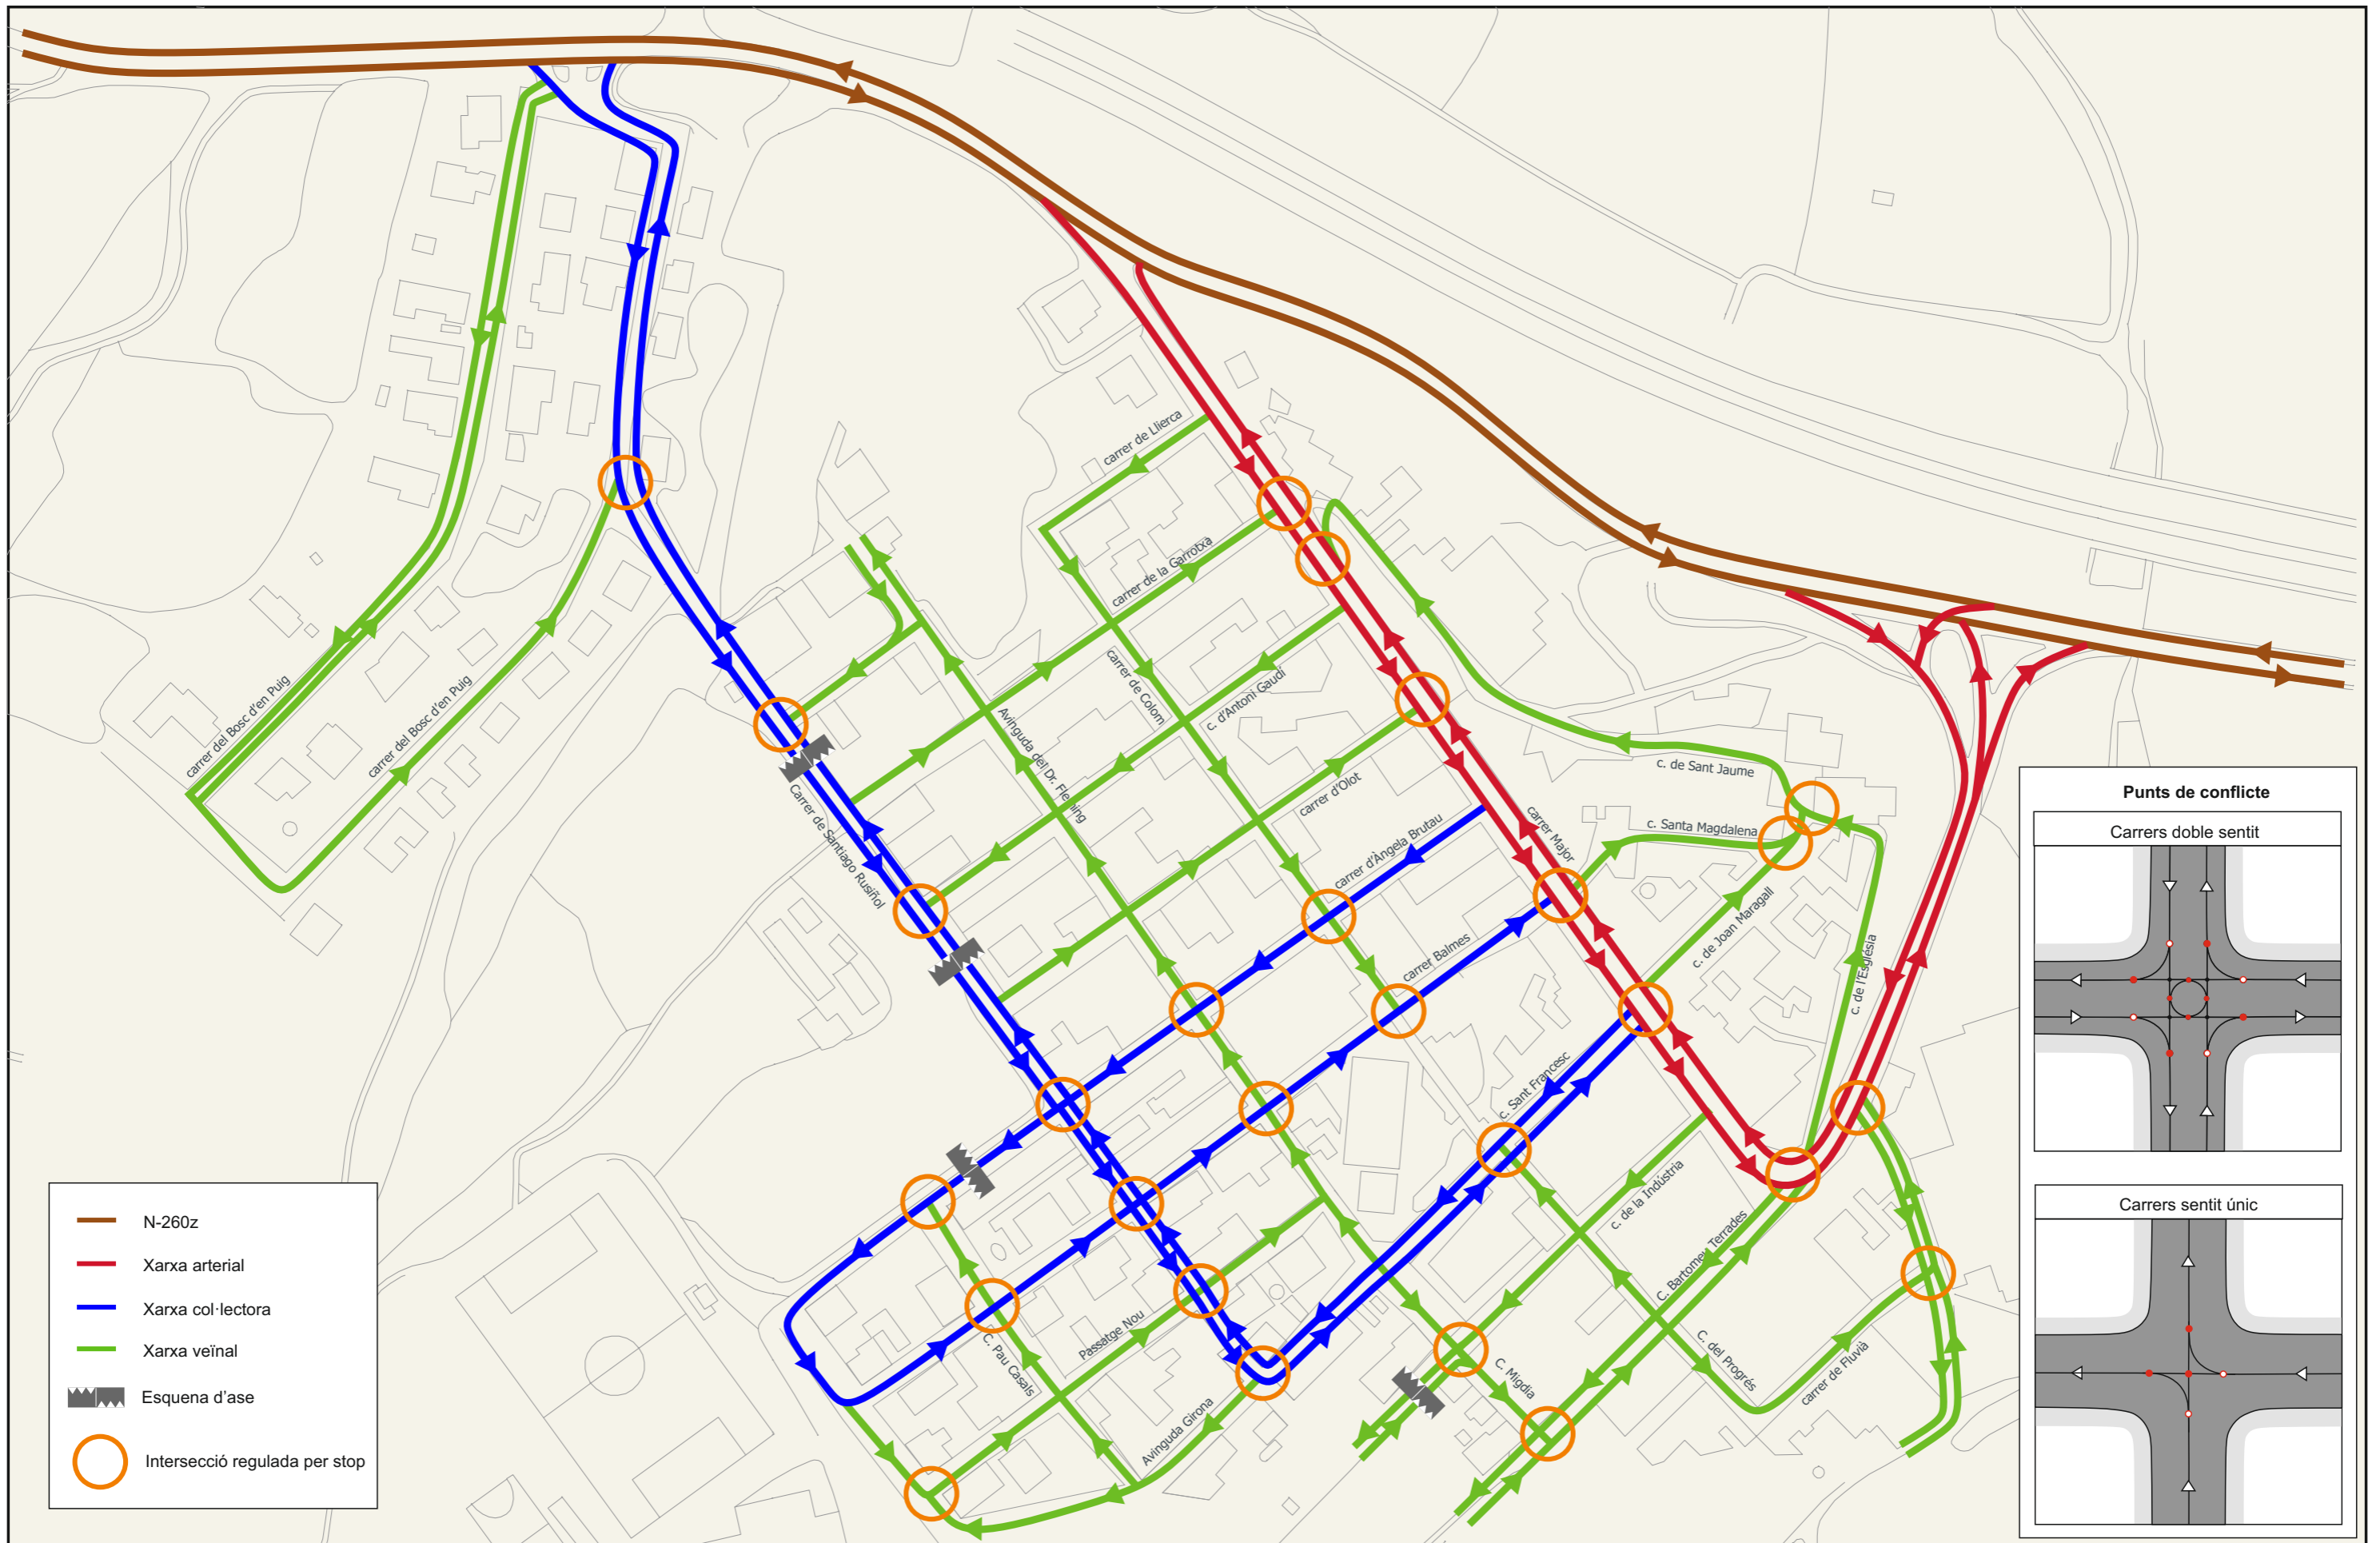 carrer de Llierca
carrer de la Garrotxa
carrer de Colom
c. d'Antoni Gaudí
carrer del Bosc d'en Puig
carrer del Bosc d'en Puig
Avinguda del Dr. Fleming
Carrer de Santiago Rusiñol
carrer d'Olot
carrer d'Àngela Brutau
carrer Major
c. de Sant Jaume
c. Santa Magdalena
c. de Joan Maragall
c. de l'Església
carret Balmes
c. Sant Francesc
c. de la Indústria
C. Bartomeu Terrades
C. del Progrés
carrer de Fluvià
C. Migdia
Passatge Nou
C. Pau Casals
Avinguda Girona
Punts de conflicte
Carrers doble sentit
Carrers sentit únic
N-260z
Xarxa arterial
Xarxa col·lectora
Xarxa veïnal
Esquena d'ase
Intersecció regulada per stop